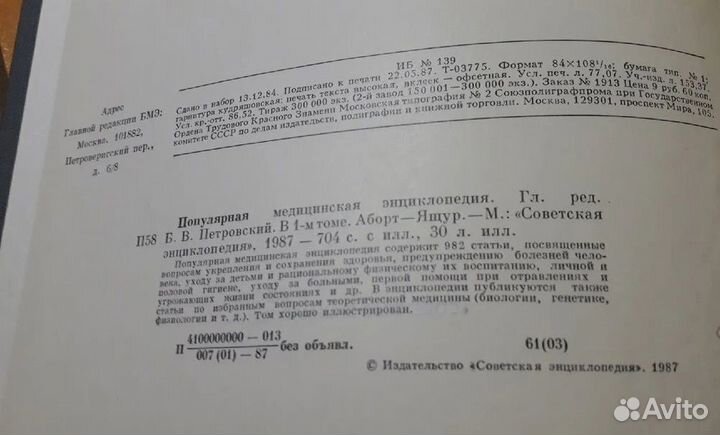 Адрес
Главной редакции БМЭ:
Москва, 101882,
Петроверигский пер.,
д. 6/8
ИБ № 139
Сдано в набор 13.12.84. Подписано к печати 22.05.87. Т-03775. Формат 84×108¹/₁₆; бумага тип. № 1;
гарнитура кудряшовская; печать текста высокая, вклеек — офсетная. Усл. печ. л. 77,07. Уч.-изд. л. 153,37.
Усл. кр.-отт. 86,52. Тираж 300 000 экз. (2-й завод 150 001—300 000 экз.). Заказ № 1913 Цена 9 руб. 60 коп.
Ордена Трудового Красного Знамени Московская типография № 2 Союзполиграфпрома при Государственном
комитете СССР по делам издательств, полиграфии и книжной торговли. Москва, 129301, проспект Мира, 105.
Популярная медицинская энциклопедия. Гл. ред.
П58 Б. В. Петровский. В 1-м томе. Аборт—Ящур.—М.: «Советская
энциклопедия», 1987 — 704 с. с илл., 30 л. илл.
Популярная медицинская энциклопедия содержит 982 статьи, посвященные
вопросам укрепления и сохранения здоровья, предупреждению болезней чело-
века, уходу за детьми и рациональному физическому их воспитанию, личной и
половой гигиене, уходу за больными, первой помощи при отравлениях и
угрожающих жизни состояниях и др. В энциклопедии публикуются также
статьи по избранным вопросам теоретической медицины (биологии, генетике,
физиологии и т. д.). Том хорошо иллюстрирован.
П 4100000000 — 013
007 (01) — 87 без объявл.
61(03)
© Издательство «Советская энциклопедия». 1987
Avito